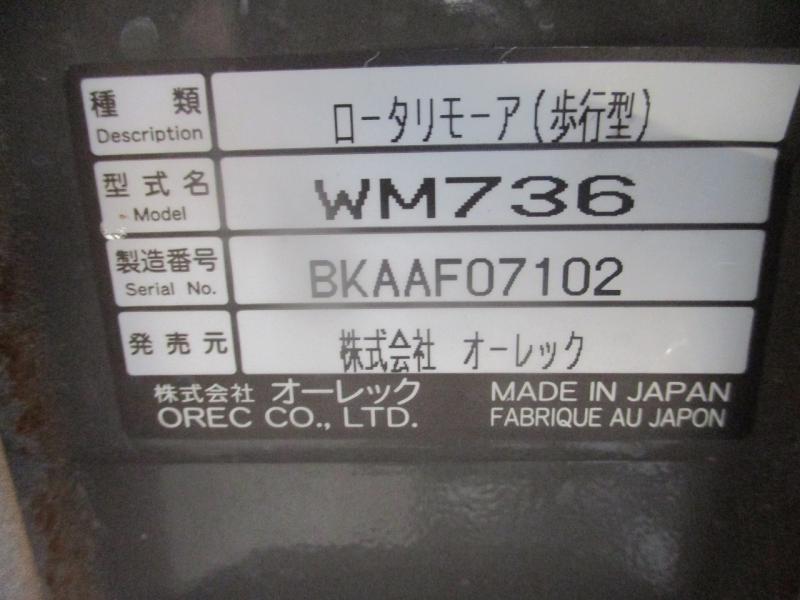 種 類 ロータリモーア(歩行型)
Description
型式名 WM736
Model
製造番号 BKAAF07102
Serial No.
発売元 株式会社 オーレック
株式会社 オーレック MADE IN JAPAN
OREC CO., LTD. FABRIQUE AU JAPON